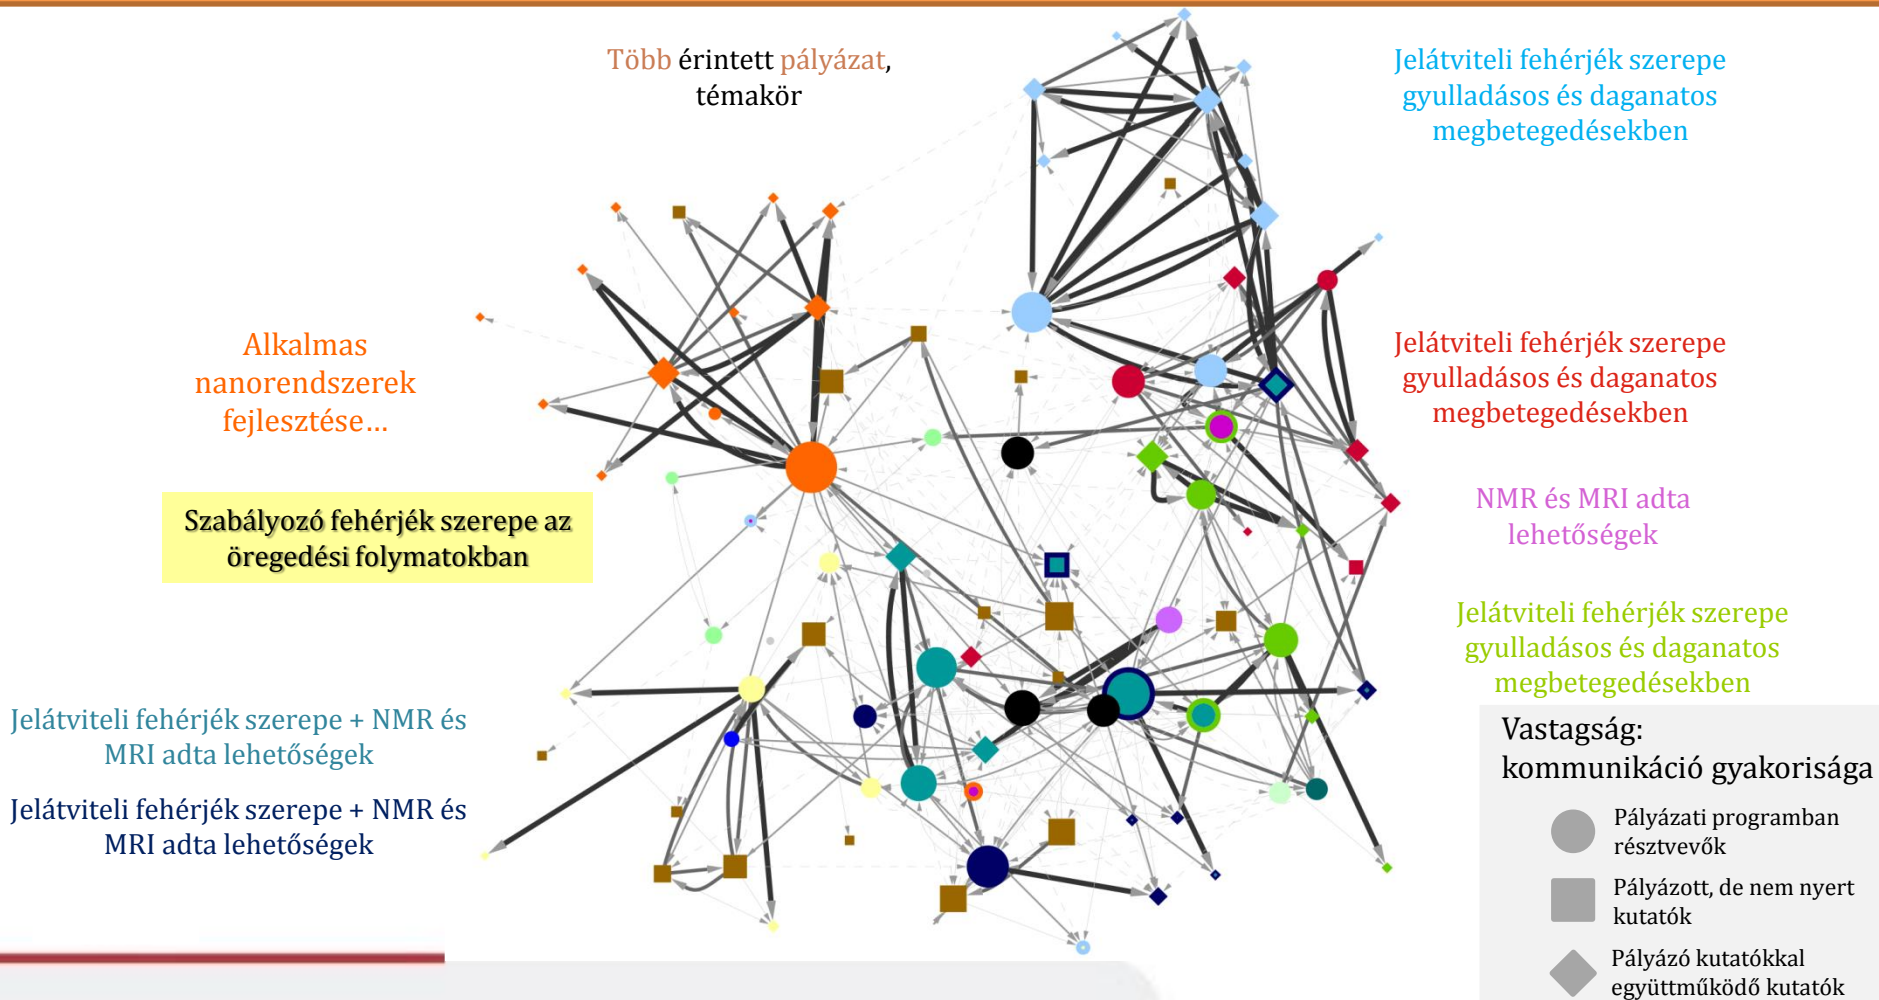 Több érintett pályázat,
témakör
Jelátviteli fehérjék szerepe
gyulladásos és daganatos
megbetegedésekben
Alkalmas
nanorendszerek
fejlesztése...
Jelátviteli fehérjék szerepe
gyulladásos és daganatos
megbetegedésekben
Szabályozó fehérjék szerepe az
öregedési folymatokban
NMR és MRI adta
lehetőségek
Jelátviteli fehérjék szerepe
gyulladásos és daganatos
megbetegedésekben
Jelátviteli fehérjék szerepe + NMR és
MRI adta lehetőségek
Jelátviteli fehérjék szerepe + NMR és
MRI adta lehetőségek
Vastagság:
kommunikáció gyakorisága
Pályázati programban
résztvevők
Pályázott, de nem nyert
kutatók
Pályázó kutatókkal
együttműködő kutatók